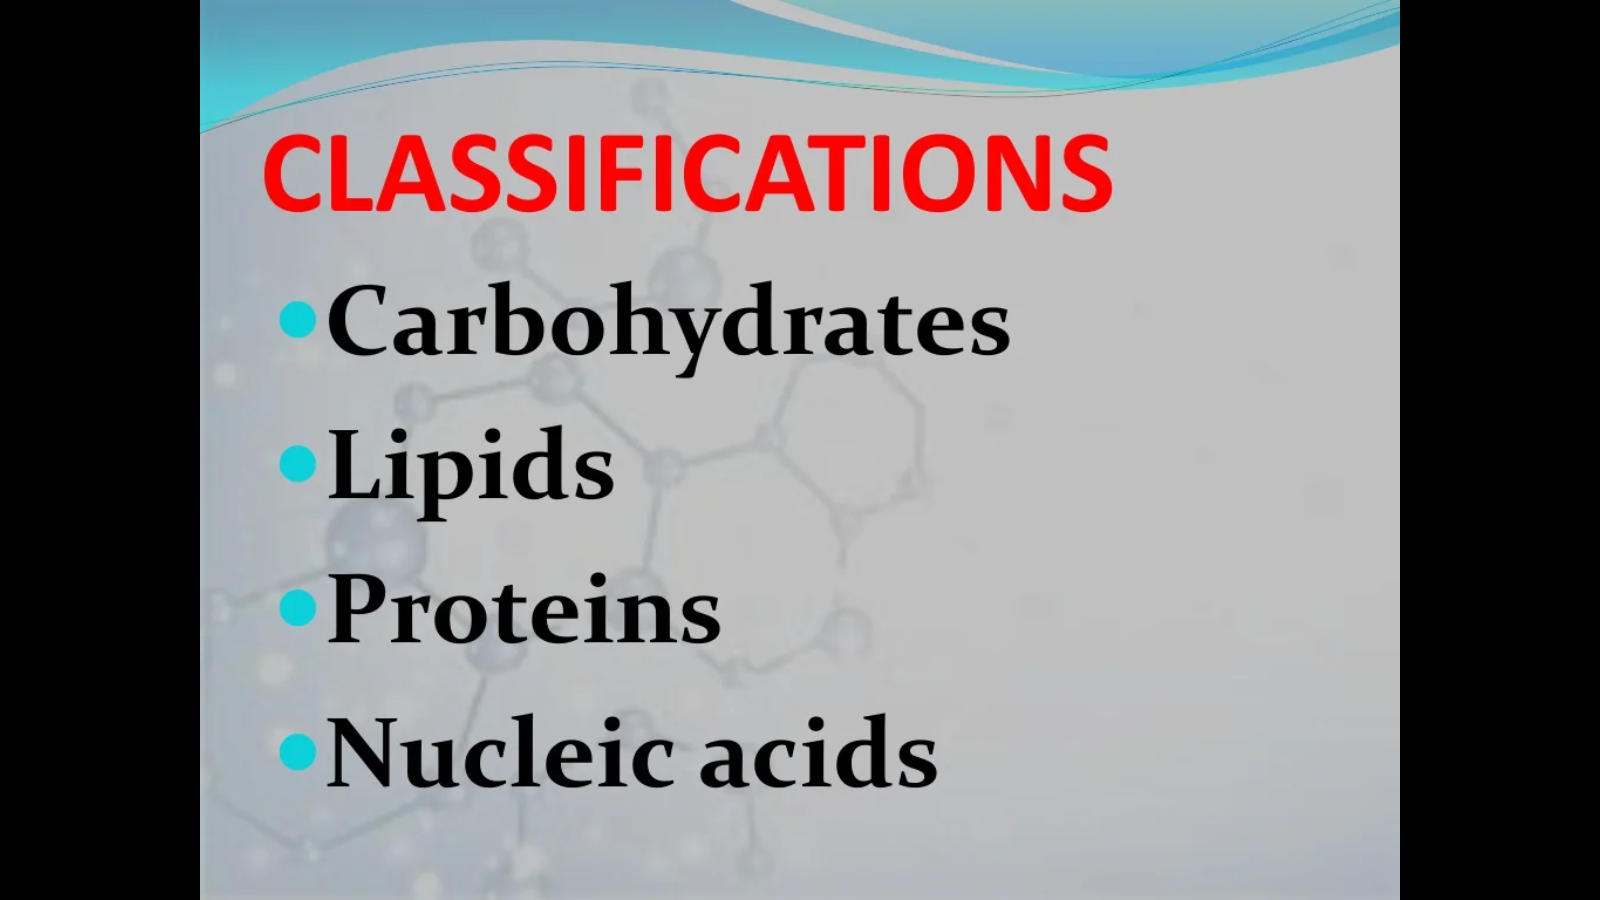 CLASSIFICATIONS
•Carbohydrates
•Lipids
•Proteins
•Nucleic acids